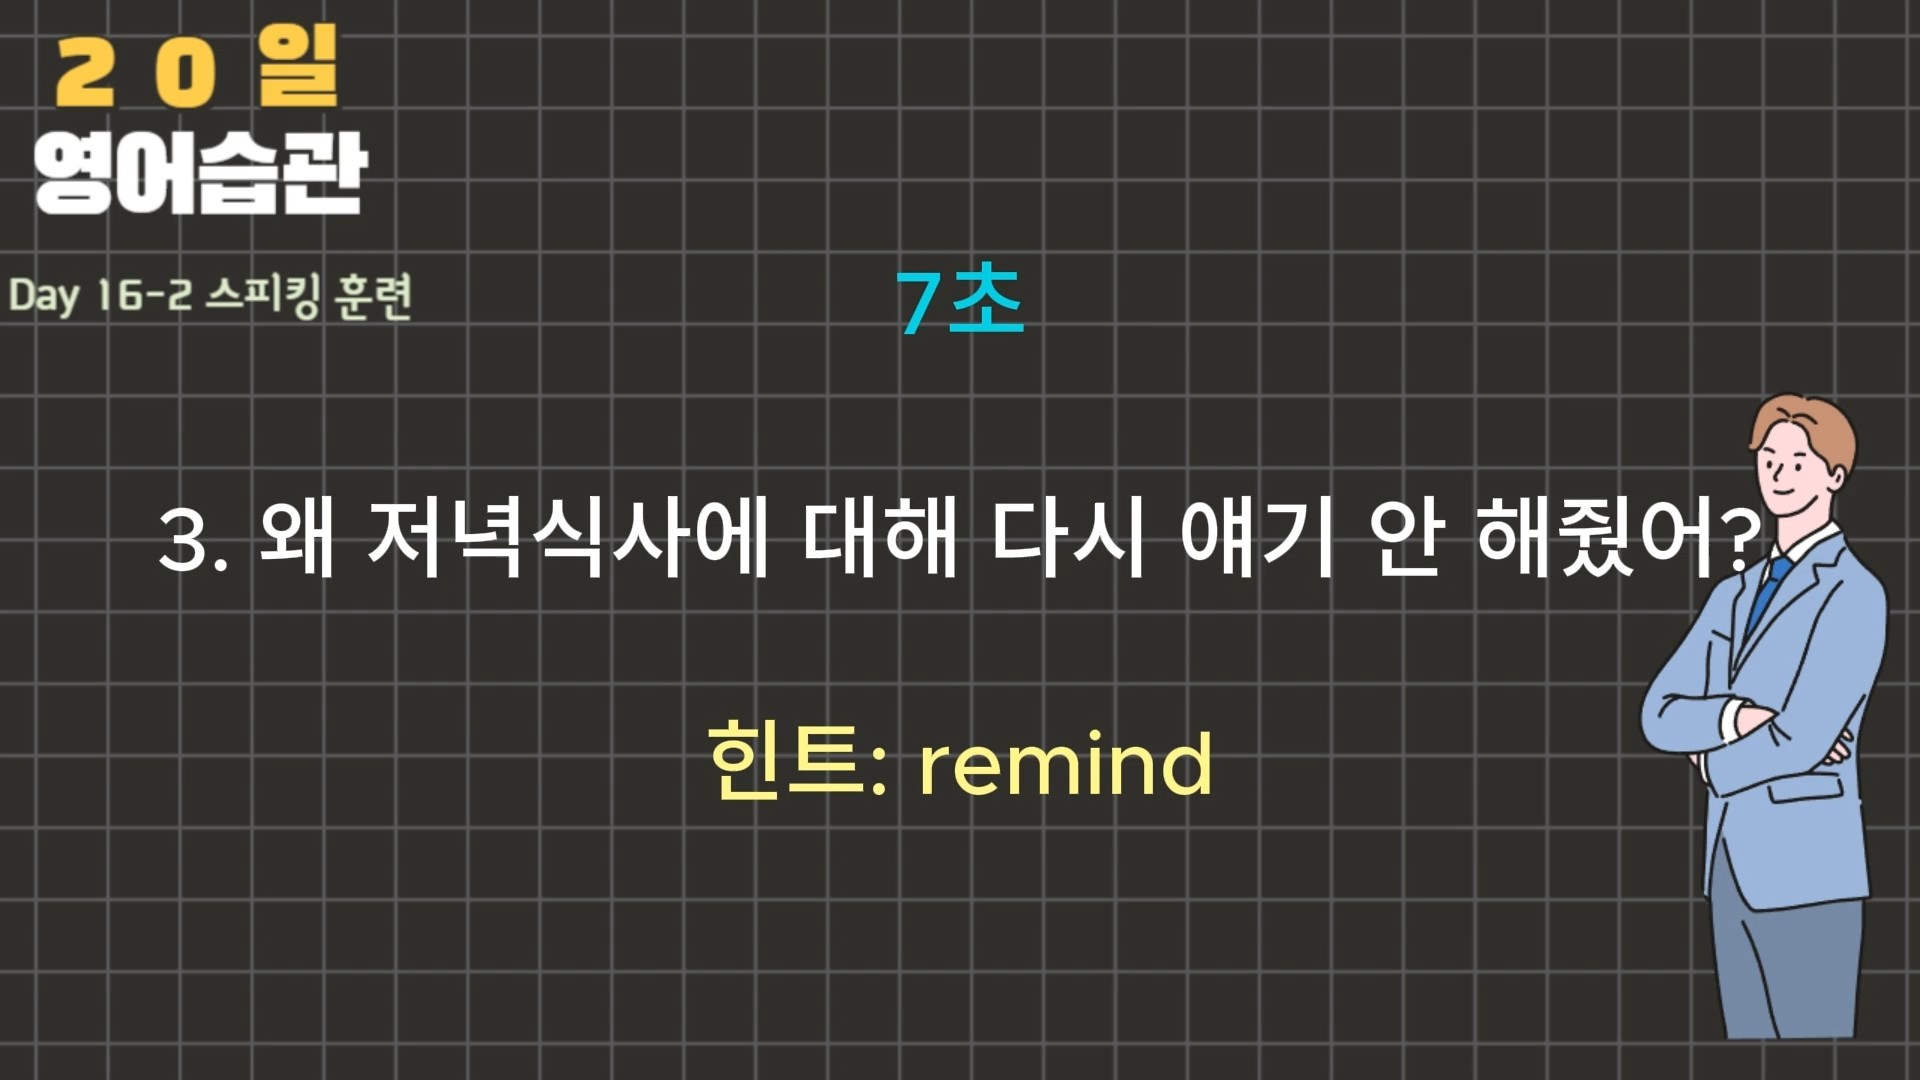 20일
영어습관
Day 16-2 스피킹 훈련
7초
3. 왜 저녁식사에 대해 다시 얘기 안 해줬어?
힌트: remind